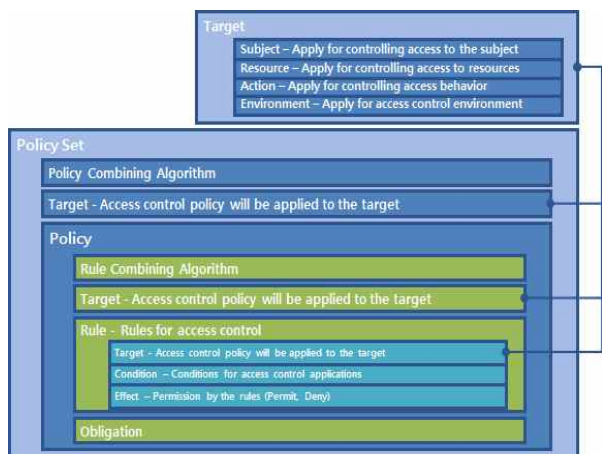 Target
Subject – Apply for controlling access to the subject
Resource – Apply for controlling access to resources
Action – Apply for controlling access behavior
Environment – Apply for access control environment
Policy Set
Policy Combining Algorithm
Target - Access control policy will be applied to the target
Policy
Rule Combining Algorithm
Target - Access control policy will be applied to the target
Rule - Rules for access control
Target - Access control policy will be applied to the target
Condition – Conditions for access control applications
Effect – Permission by the rules (Permit, Deny)
Obligation